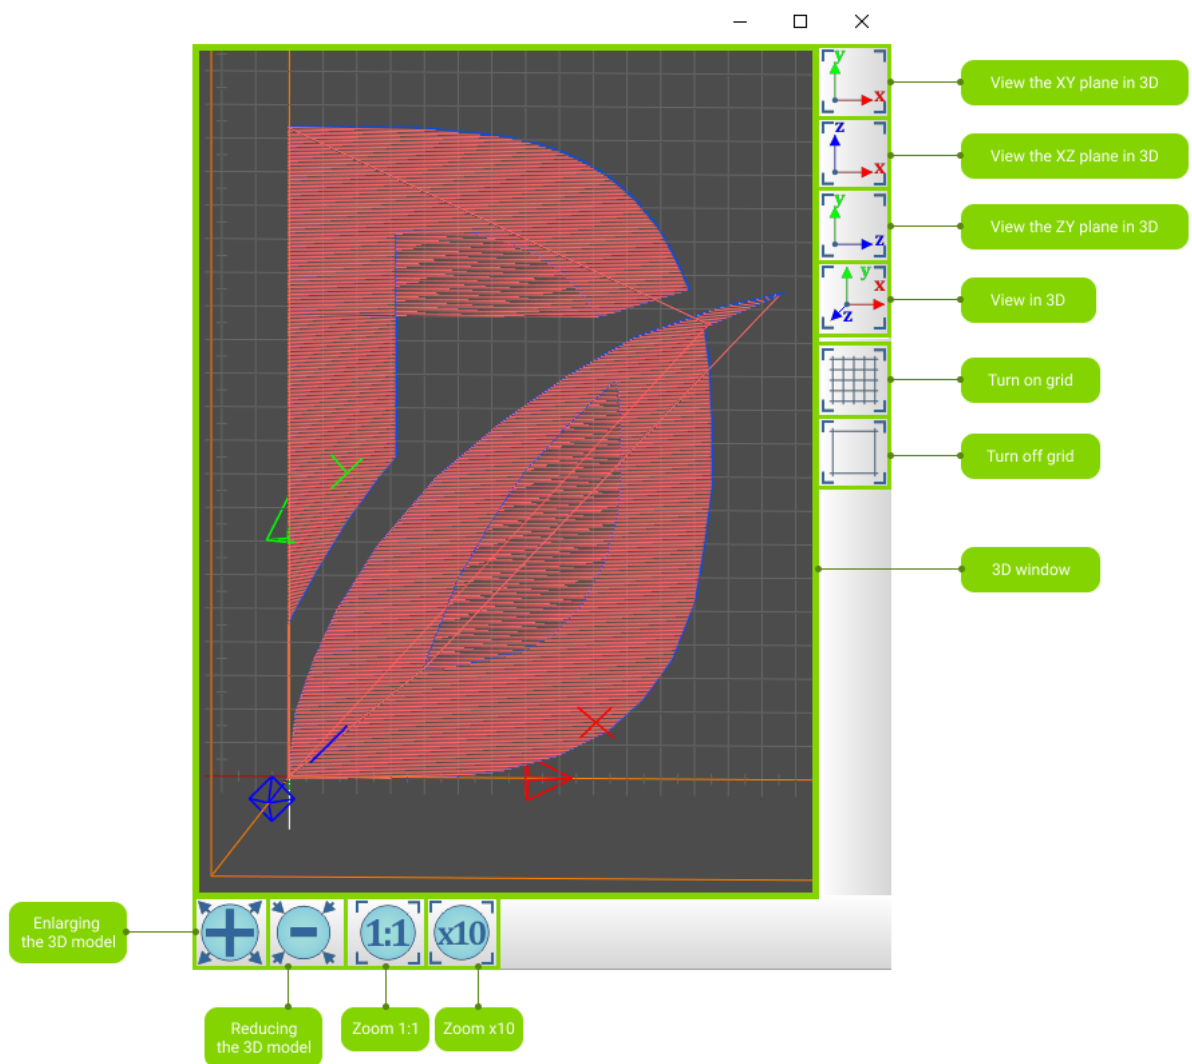 y
x
View the XY plane in 3D
z
x
View the XZ plane in 3D
y
z
View the ZY plane in 3D
y
x
z
View in 3D
Turn on grid
Turn off grid
3D window
Y
X
Enlarging
the 3D model
1:1
x10
Reducing
the 3D model
Zoom 1:1
Zoom x10